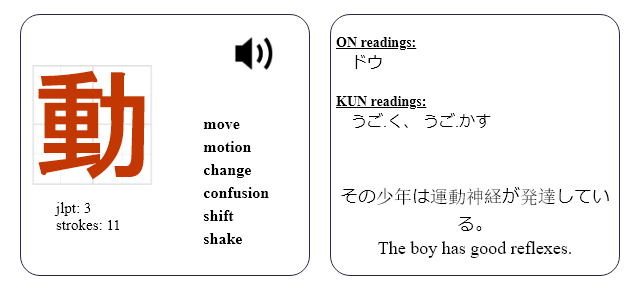 動
jlpt: 3
strokes: 11
move
motion
change
confusion
shift
shake
ON readings:
ドウ
KUN readings:
うご.く、 うご.かす
その少年は運動神経が発達してい
る。
The boy has good reflexes.